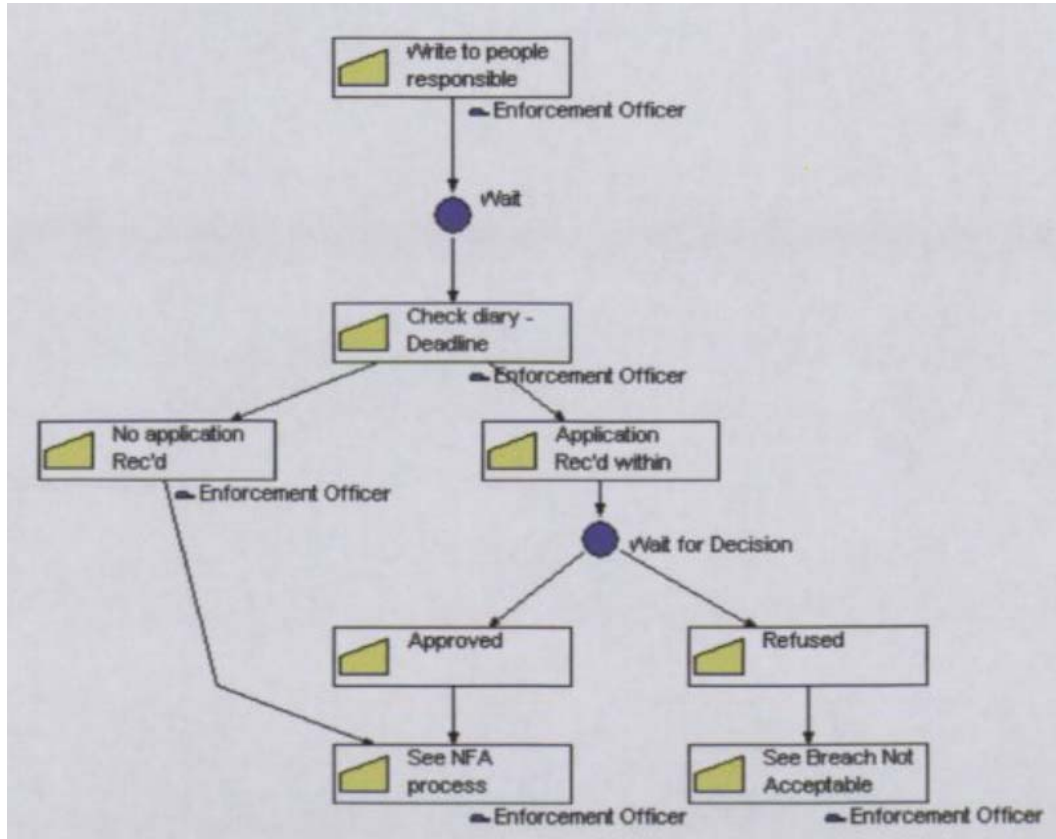 Write to people
responsible
Enforcement Officer
Wait
Check diary -
Deadline
Enforcement Officer
No application
Rec'd
Enforcement Officer
Application
Rec'd within
Wait for Decision
Approved
Refused
See NFA
process
Enforcement Officer
See Breach Not
Acceptable
Enforcement Officer